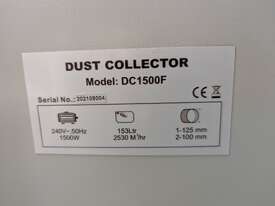 DUST COLLECTOR
Model: DC1500F
Serial No.: 202108004
CE
240V~,50Hz
1500W
153Ltr
2530 M³/hr
1-125 mm
2-100 mm